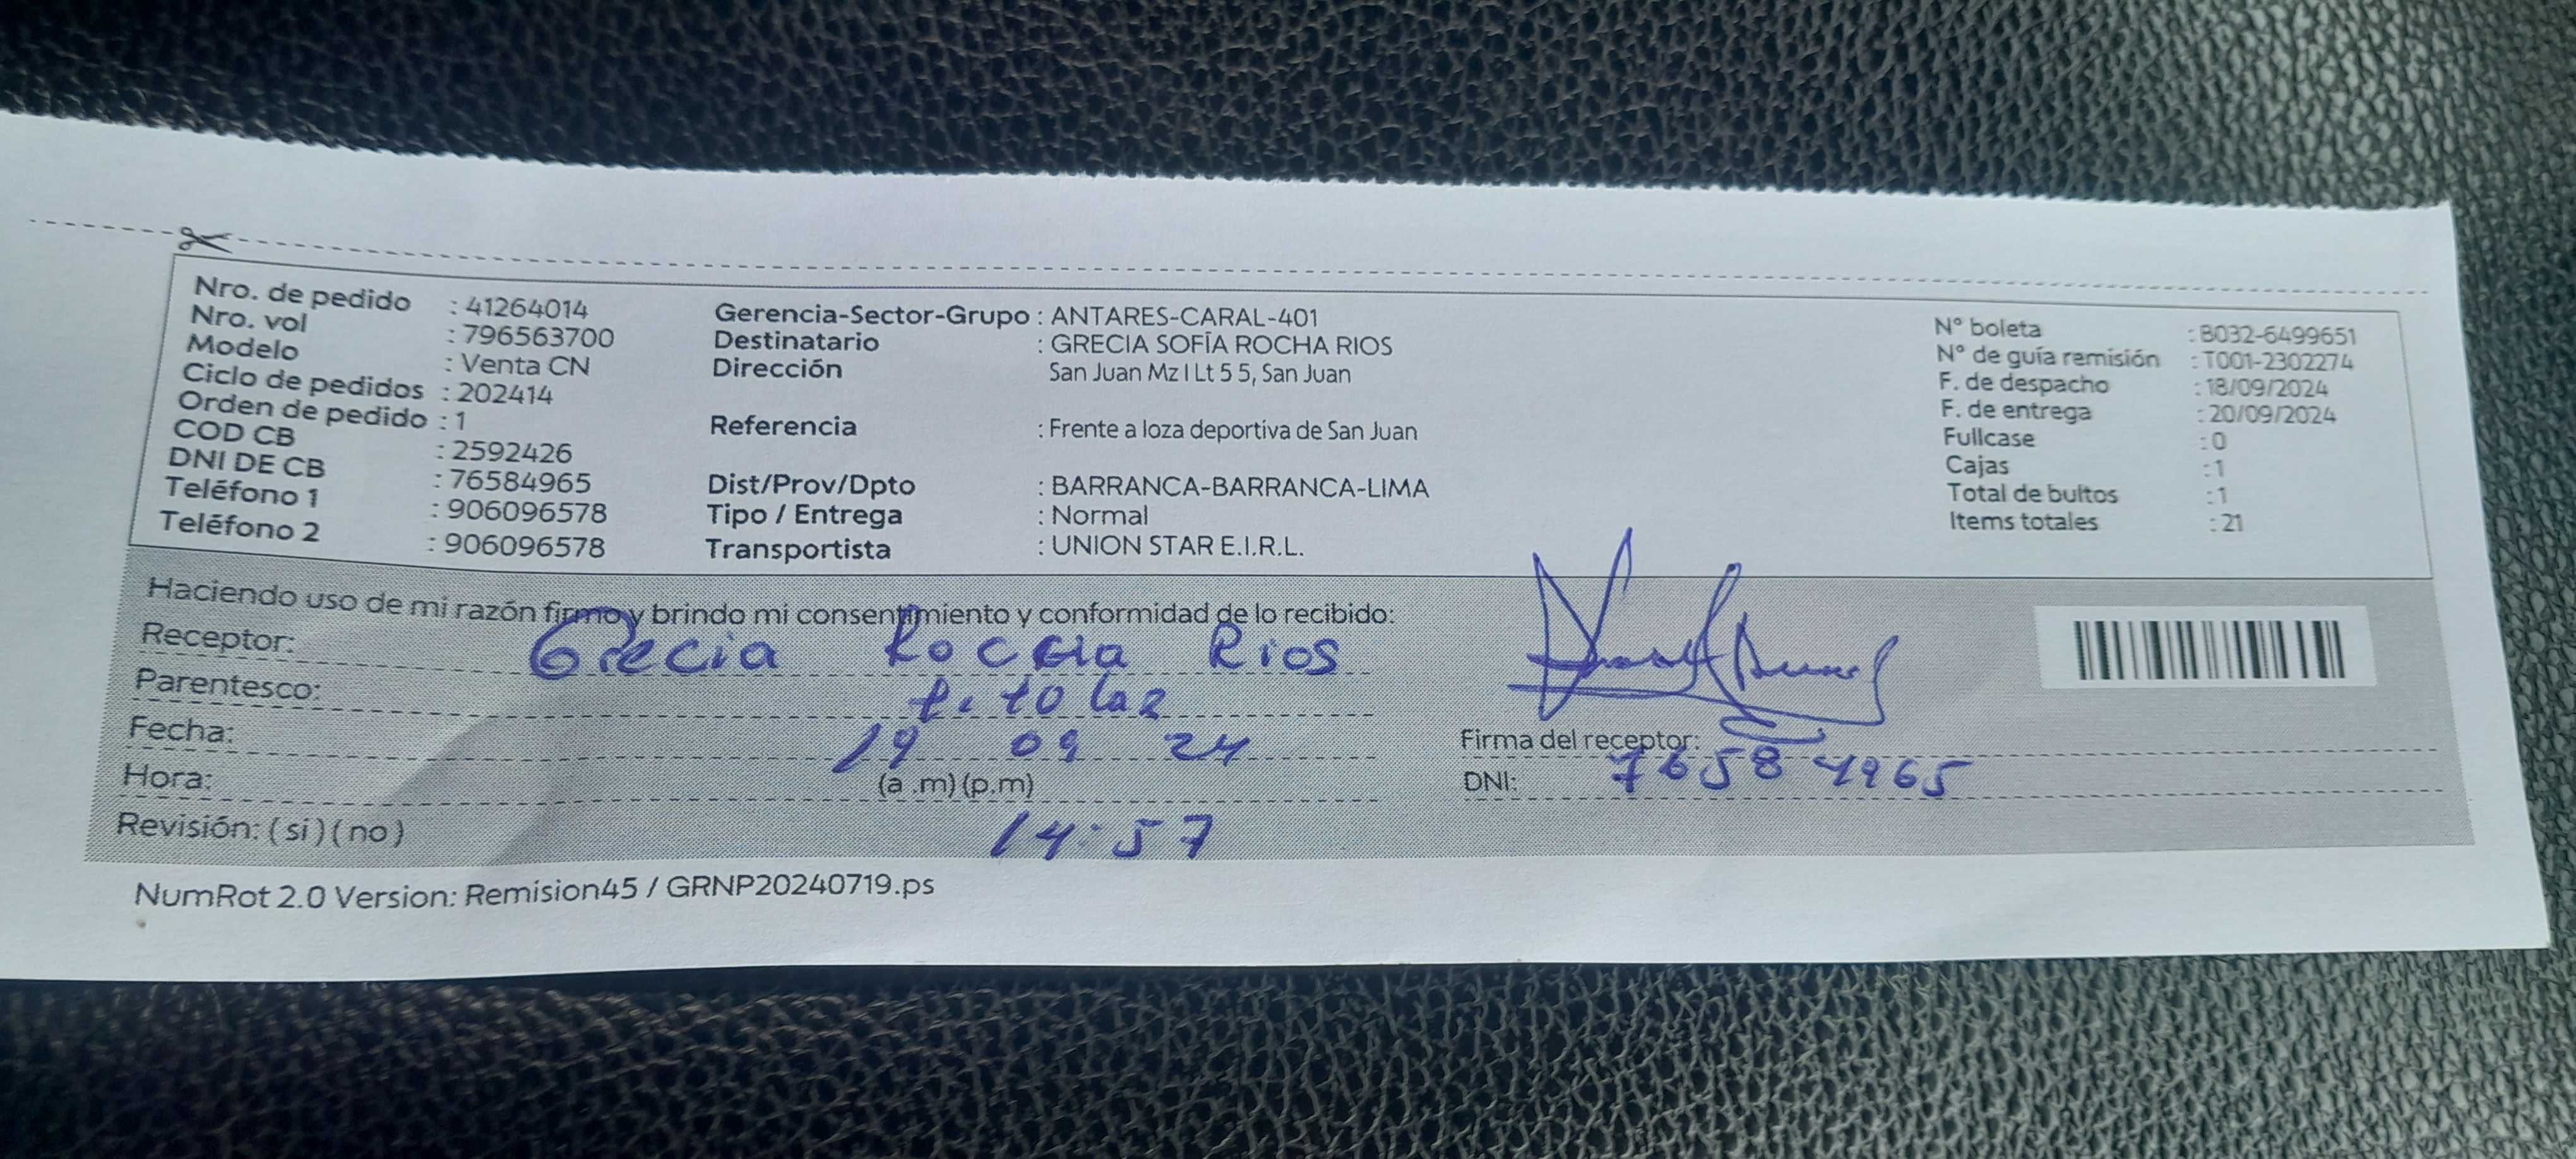 Nro. de pedido : 41264014
Nro. vol : 796563700
Modelo : Venta CN
Ciclo de pedidos : 202414
Orden de pedido : 1
COD CB : 2592426
DNI DE CB : 76584965
Teléfono 1 : 906096578
Teléfono 2 : 906096578
Gerencia-Sector-Grupo : ANTARES-CARAL-401
Destinatario : GRECIA SOFÍA ROCHA RIOS
Dirección San Juan Mz I Lt 5 5, San Juan
Referencia : Frente a loza deportiva de San Juan
Dist/Prov/Dpto : BARRANCA-BARRANCA-LIMA
Tipo / Entrega : Normal
Transportista : UNION STAR E.I.R.L.
N° boleta : B032-6499651
N° de guía remisión : T001-2302274
F. de despacho : 18/09/2024
F. de entrega : 20/09/2024
Fullcase : 0
Cajas : 1
Total de bultos : 1
Items totales : 21
Haciendo uso de mi razón firmo y brindo mi consentimiento y conformidad de lo recibido:
Receptor: Grecia Rios
Parentesco:
Fecha: 19 09 24
Hora: (a .m) (p.m)
14:57
Revisión: ( si ) ( no )
Firma del receptor:
DNI: 76584965
NumRot 2.0 Version: Remision45 / GRNP20240719.ps